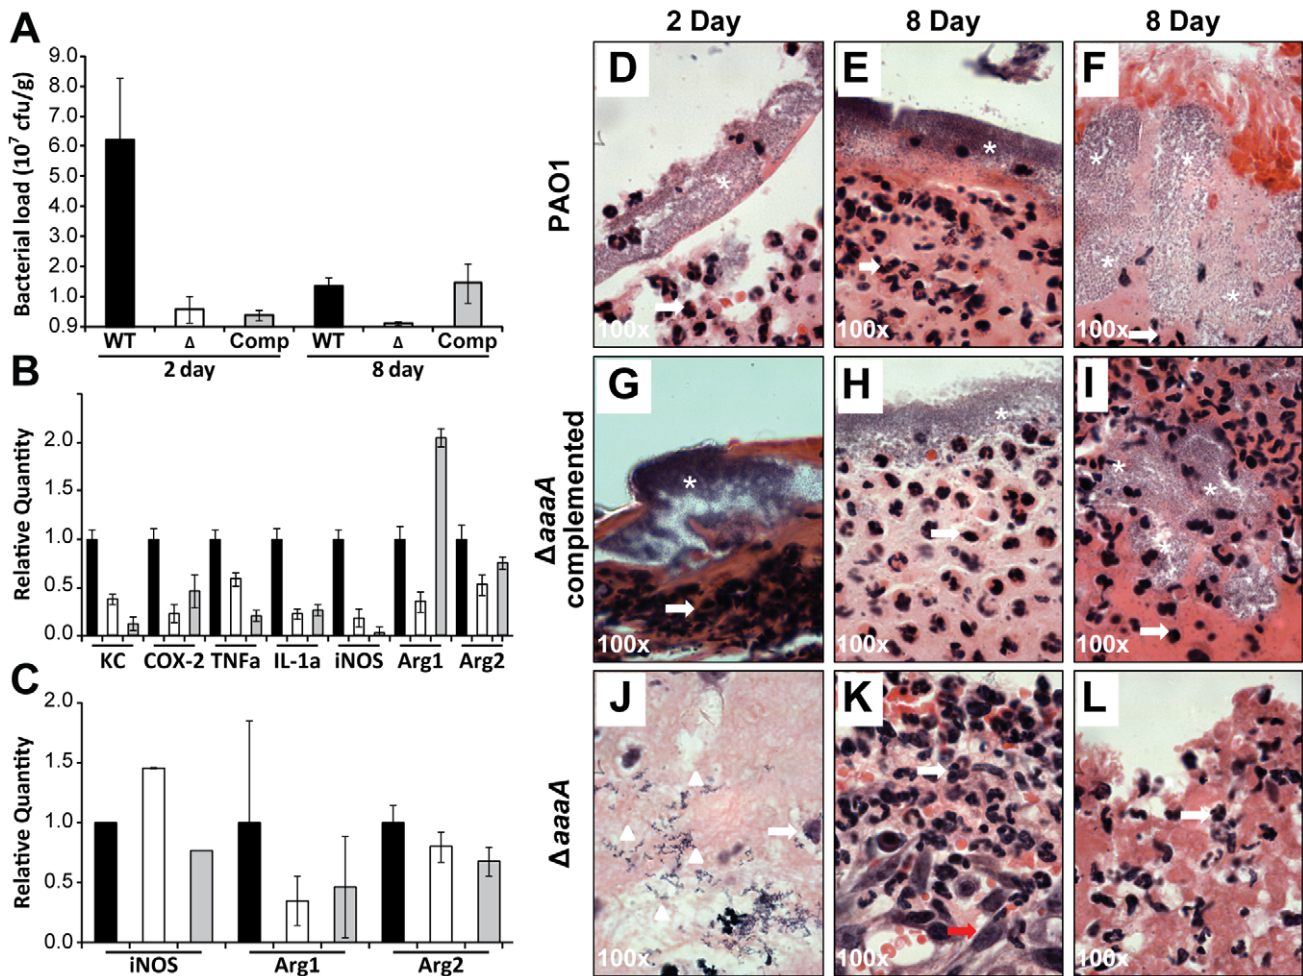 A
Bacterial load (10⁷ cfu/g)
9.0
8.0
7.0
6.0
5.0
4.0
3.0
2.0
1.0
0.9
WT Δ Comp WT Δ Comp
2 day 8 day
B
Relative Quantity
2.0
1.0
0.5
0.0
KC COX-2 TNFa IL-1a iNOS Arg1 Arg2
C
Relative Quantity
2.0
1.5
1.0
0.5
0.0
iNOS Arg1 Arg2
2 Day 8 Day 8 Day
PAO1
D E F
100x 100x 100x
ΔaaaA
complemented
G H I
100x 100x 100x
ΔaaaA
J K L
100x 100x 100x